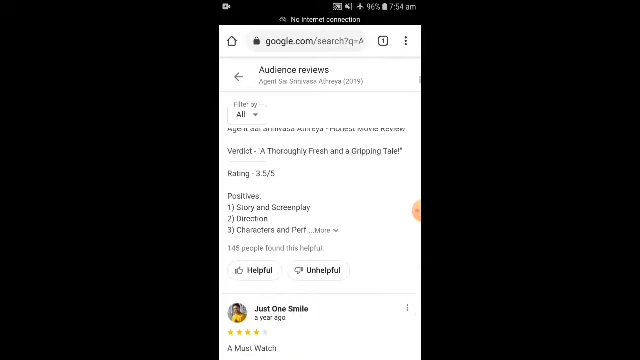 96% 7:54 am
No internet connection
google.com/search?q=A
1
Audience reviews
Agent Sai Srinivasa Athreya (2019)
Filter by
All
Agent Sai Srinivasa Athreya - Honest Movie Review
Verdict - "A Thoroughly Fresh and a Gripping Tale!"
Rating - 3.5/5
Positives:
1) Story and Screenplay
2) Direction
3) Characters and Perf ...More
145 people found this helpful.
Helpful
Unhelpful
Just One Smile
a year ago
A Must Watch